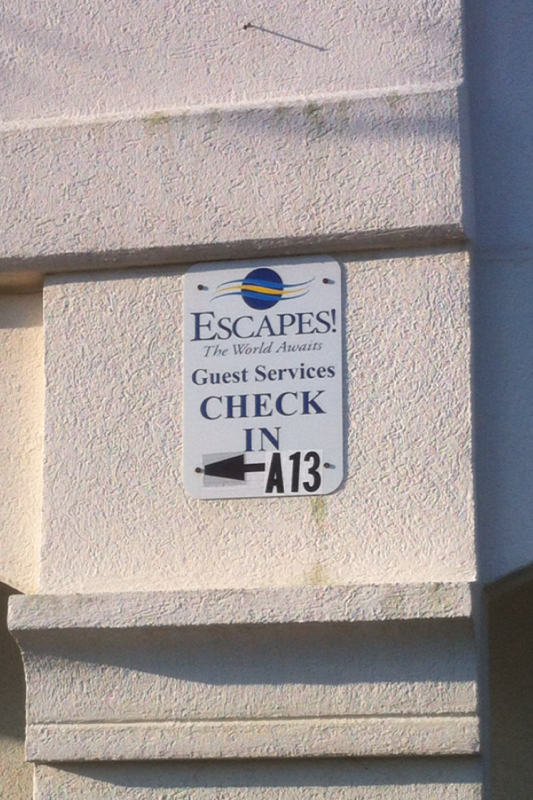 ESCAPES!
The World Awaits
Guest Services
CHECK
IN
A13